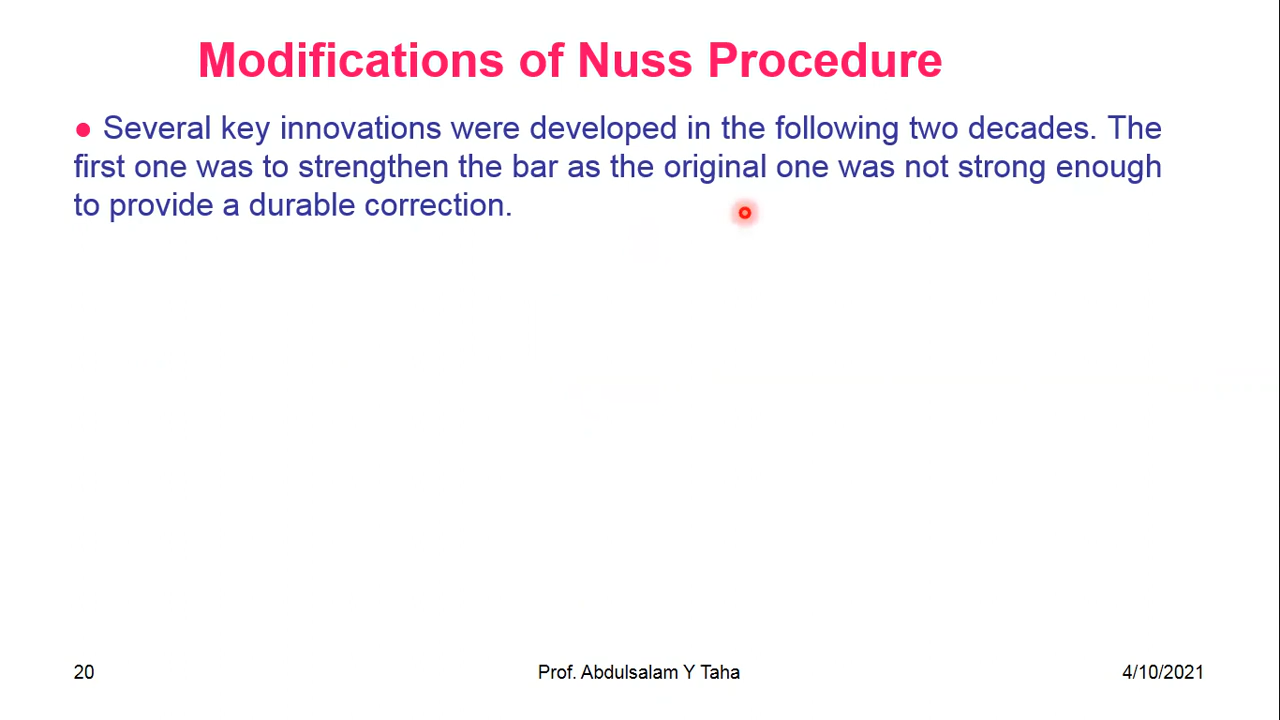 Modifications of Nuss Procedure
● Several key innovations were developed in the following two decades. The
first one was to strengthen the bar as the original one was not strong enough
to provide a durable correction.
20
Prof. Abdulsalam Y Taha
4/10/2021